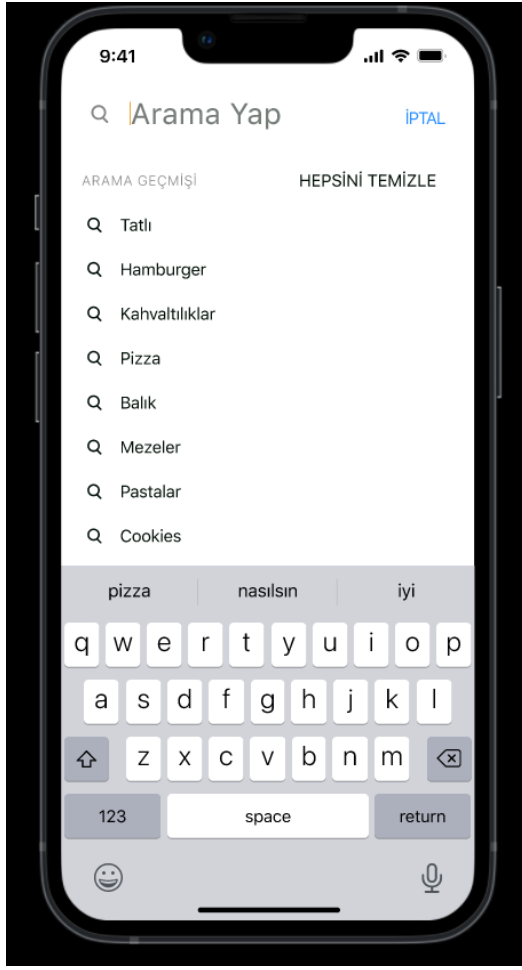 9:41
Arama Yap
İPTAL
ARAMA GEÇMİŞİ HEPSİNİ TEMİZLE
Tatlı
Hamburger
Kahvaltılıklar
Pizza
Balık
Mezeler
Pastalar
Cookies
pizza nasılsın iyi
q w e r t y u i o p
a s d f g h j k l
z x c v b n m
123 space return